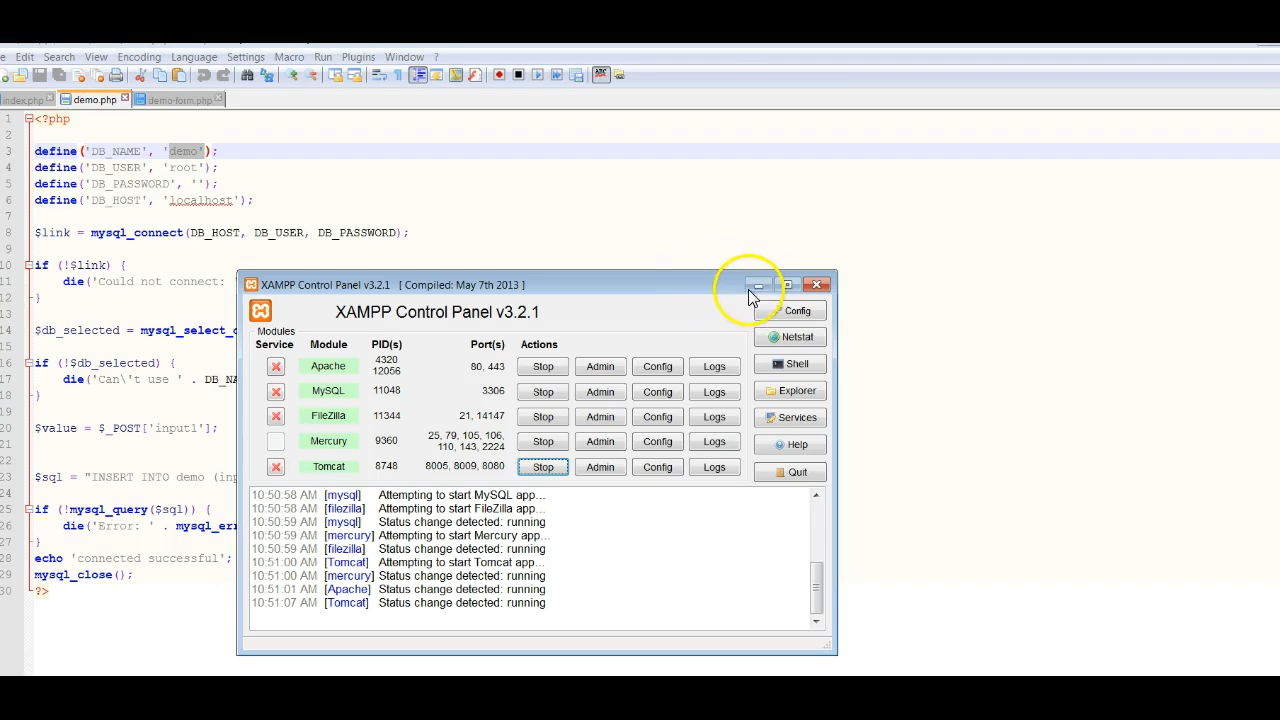 Edit Search View Encoding Language Settings Macro Run Plugins Window ?
index.php demo.php demo-form.php
1 <?php
2
3 define('DB_NAME', 'demo');
4 define('DB_USER', 'root');
5 define('DB_PASSWORD', '');
6 define('DB_HOST', 'localhost');
7
8 $link = mysql_connect(DB_HOST, DB_USER, DB_PASSWORD);
9
10 if (!$link) {
11 die('Could not connect: '
12 }
13
14 $db_selected = mysql_select_
15
16 if (!$db_selected) {
17 die('Can\'t use ' . DB_NA
18 }
19
20 $value = $_POST['input1'];
21
22
23 $sql = "INSERT INTO demo (inp
24
25 if (!mysql_query($sql)) {
26 die('Error: ' . mysql_er
27 }
28 echo 'connected successful';
29 mysql_close();
30 ?>
XAMPP Control Panel v3.2.1 [ Compiled: May 7th 2013 ]
XAMPP Control Panel v3.2.1
Config
Modules
Service Module PID(s) Port(s) Actions
Netstat
Apache 4320 12056 80, 443 Stop Admin Config Logs
Shell
MySQL 11048 3306 Stop Admin Config Logs
Explorer
FileZilla 11344 21, 14147 Stop Admin Config Logs
Services
Mercury 9360 25, 79, 105, 106, 110, 143, 2224 Stop Admin Config Logs
Help
Tomcat 8748 8005, 8009, 8080 Stop Admin Config Logs
Quit
10:50:58 AM [mysql] Attempting to start MySQL app...
10:50:58 AM [filezilla] Attempting to start FileZilla app...
10:50:59 AM [mysql] Status change detected: running
10:50:59 AM [mercury] Attempting to start Mercury app...
10:50:59 AM [filezilla] Status change detected: running
10:51:00 AM [Tomcat] Attempting to start Tomcat app...
10:51:00 AM [mercury] Status change detected: running
10:51:01 AM [Apache] Status change detected: running
10:51:07 AM [Tomcat] Status change detected: running